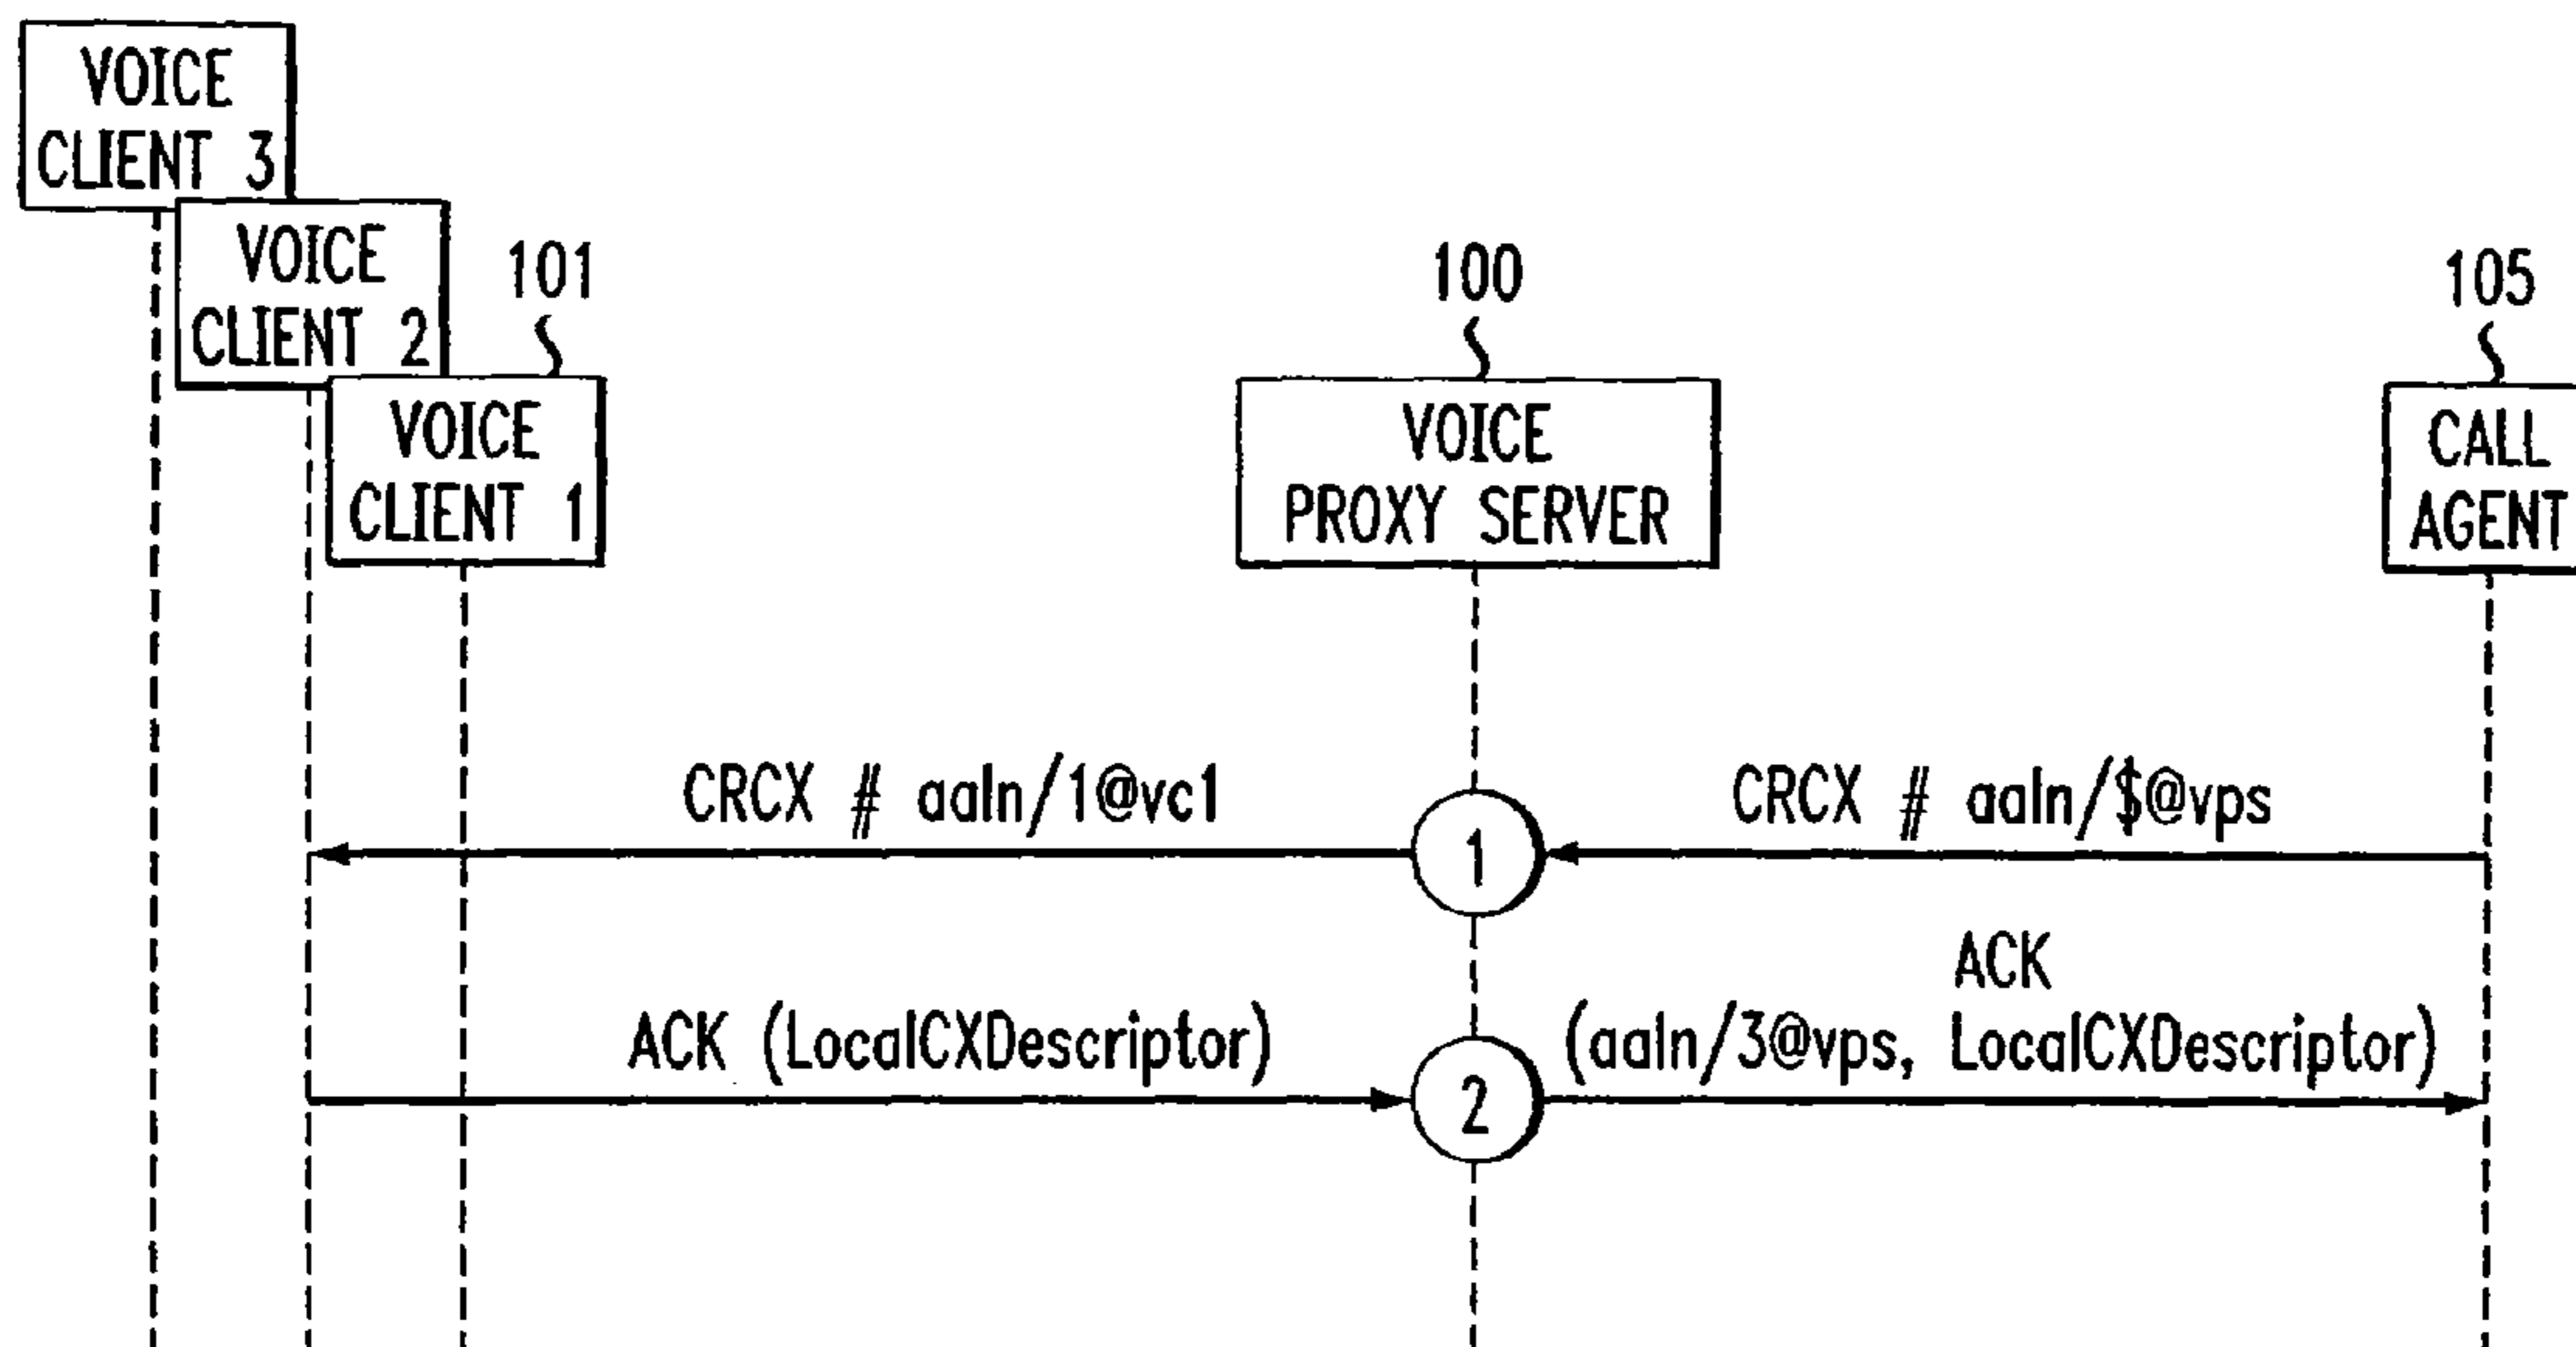 VOICE
CLIENT 3
VOICE
CLIENT 2
101
VOICE
CLIENT 1
100
VOICE
PROXY SERVER
105
CALL
AGENT
CRCX # aaln/1@vc1
1
CRCX # aaln/$@vps
ACK (LocalCXDescriptor)
2
ACK
(aaln/3@vps, LocalCXDescriptor)